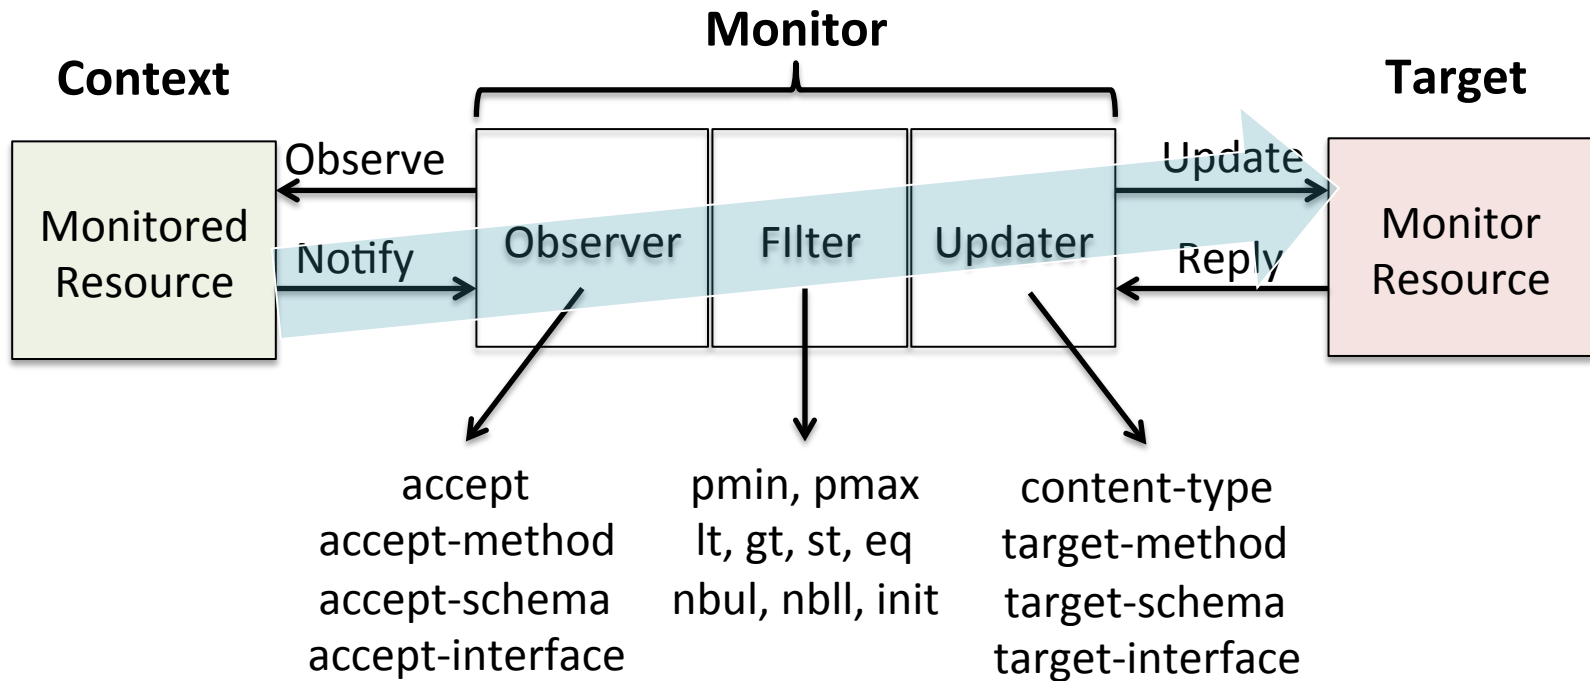 Monitor
Context
Target
Observe
Update
Monitored
Resource
Notify
Observer
FIlter
Updater
Reply
Monitor
Resource
accept
accept-method
accept-schema
accept-interface
pmin, pmax
lt, gt, st, eq
nbul, nbll, init
content-type
target-method
target-schema
target-interface